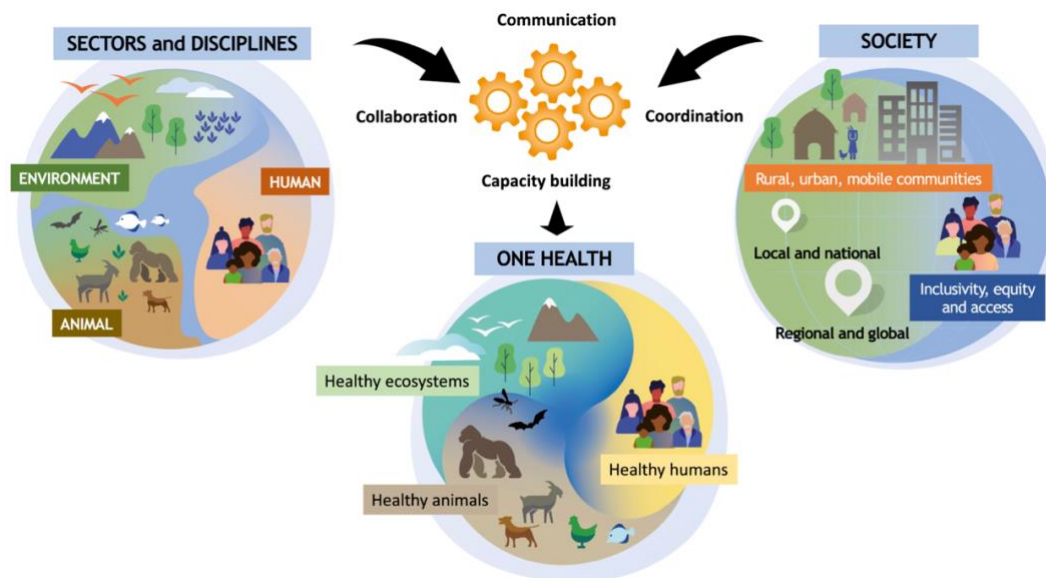 Communication
SECTORS and DISCIPLINES
SOCIETY
Collaboration
Coordination
ENVIRONMENT
HUMAN
Capacity building
Rural, urban, mobile communities
Local and national
ONE HEALTH
Inclusivity, equity
and access
ANIMAL
Regional and global
Healthy ecosystems
Healthy humans
Healthy animals